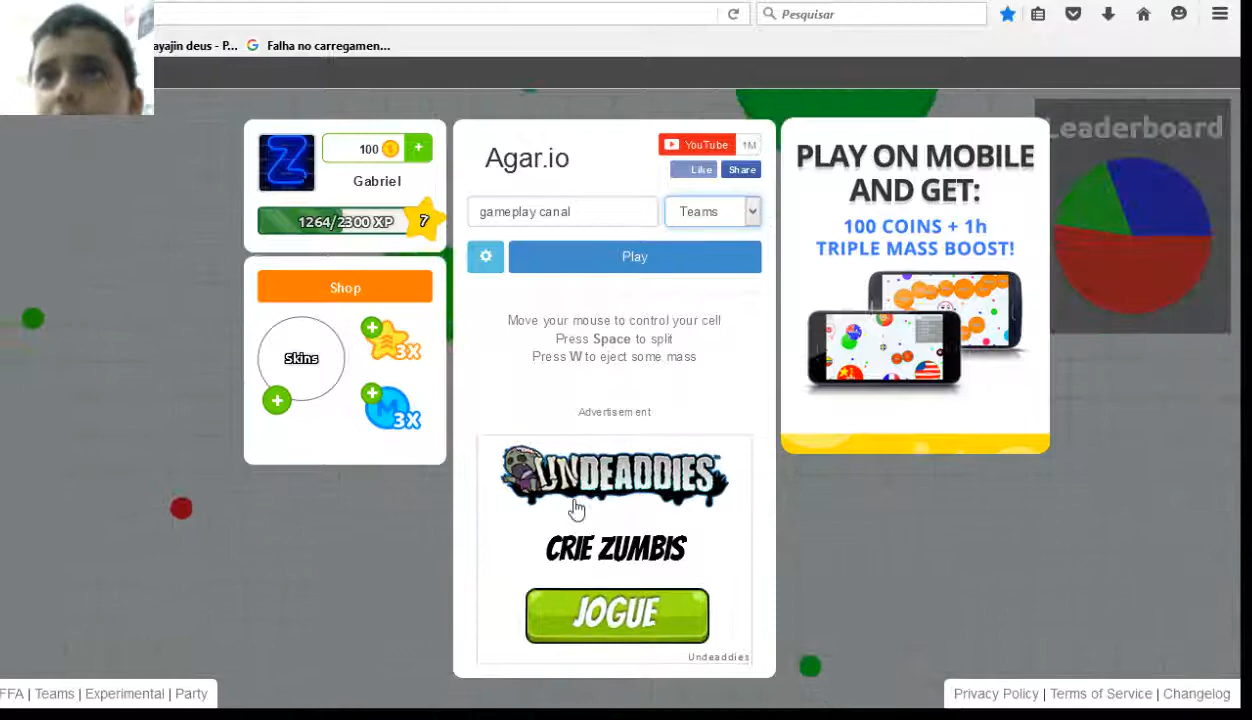 Pesquisar
ayajin deus - P...
Falha no carregamen...
100
Gabriel
1264/2300 XP
7
Shop
Skins
3X
M
3X
Agar.io
YouTube
1M
Like
Share
gameplay canal
Teams
Play
Move your mouse to control your cell
Press Space to split
Press W to eject some mass
Advertisement
UNDEADDIES
CRIE ZUMBIS
JOGUE
Undeaddies
PLAY ON MOBILE
AND GET:
100 COINS + 1h
TRIPLE MASS BOOST!
Leaderboard
FFA | Teams | Experimental | Party
Privacy Policy | Terms of Service | Changelog